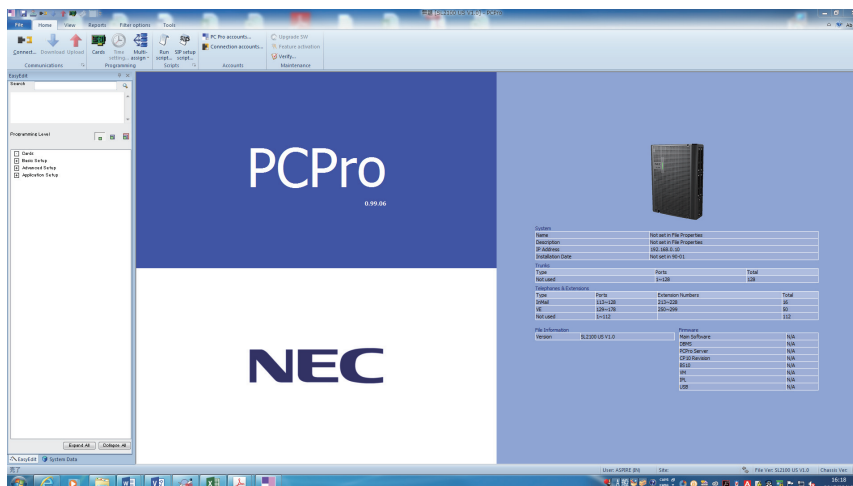 File Home View Reports Filter options Tools
PC Pro accounts... Upgrade SW
Connection accounts... Feature activation
Connect... Download Upload Cards Time setting... Multi-assign Run script... SIP setup script... Verify...
Communications Programming Scripts Accounts Maintenance
EasyEdit
Search
Programming Level
Cards
Basic Setup
Advanced Setup
Application Setup
Expand All Collapse All
EasyEdit System Data
PCPro
0.99.06
NEC
System
Name Not set in File Properties
Description Not set in File Properties
IP Address 192.168.0.10
Installation Date Not set in 90-01
Trunks
Type Ports Total
Not used 1~128 128
Telephones & Extensions
Type Ports Extension Numbers Total
InMail 113~128 213~228 16
VE 129~178 250~299 50
Not used 1~112 112
File Information Firmware
Version SL2100 US V1.0 Main Software N/A
DBMS N/A
PCPro Server N/A
CP10 Revision N/A
BS10 N/A
VM N/A
IPL N/A
USB N/A
完了 User: ASPIRE (IN) Site: File Ver: SL2100 US V1.0 Chassis Ver:
16:18